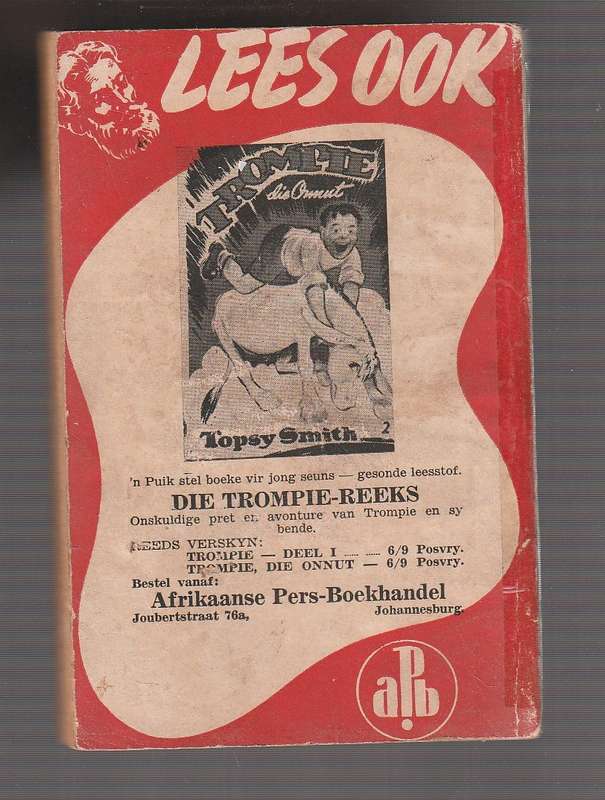 LEES OOK
TROMPIE
die Onnut
Topsy Smith 2
'n Puik stel boeke vir jong seuns — gesonde leesstof.
DIE TROMPIE-REEKS
Onskuldige pret en avonture van Trompie en sy
bende.
REEDS VERSKYN:
TROMPIE — DEEL I ...... ...... 6/9 Posvry.
TROMPIE, DIE ONNUT — 6/9 Posvry.
Bestel vanaf:
Afrikaanse Pers-Boekhandel
Joubertstraat 76a, Johannesburg.
aPb